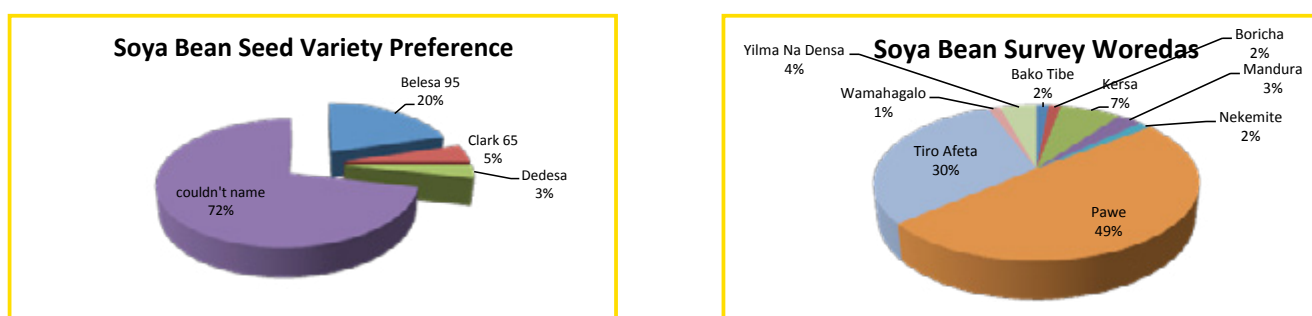 Soya Bean Seed Variety Preference
Belesa 95
20%
Clark 65
5%
Dedesa
3%
couldn't name
72%
Soya Bean Survey Woredas
Boricha
2%
Yilma Na Densa
4%
Bako Tibe
2%
Kersa
7%
Mandura
3%
Wamahagalo
1%
Nekemite
2%
Tiro Afeta
30%
Pawe
49%